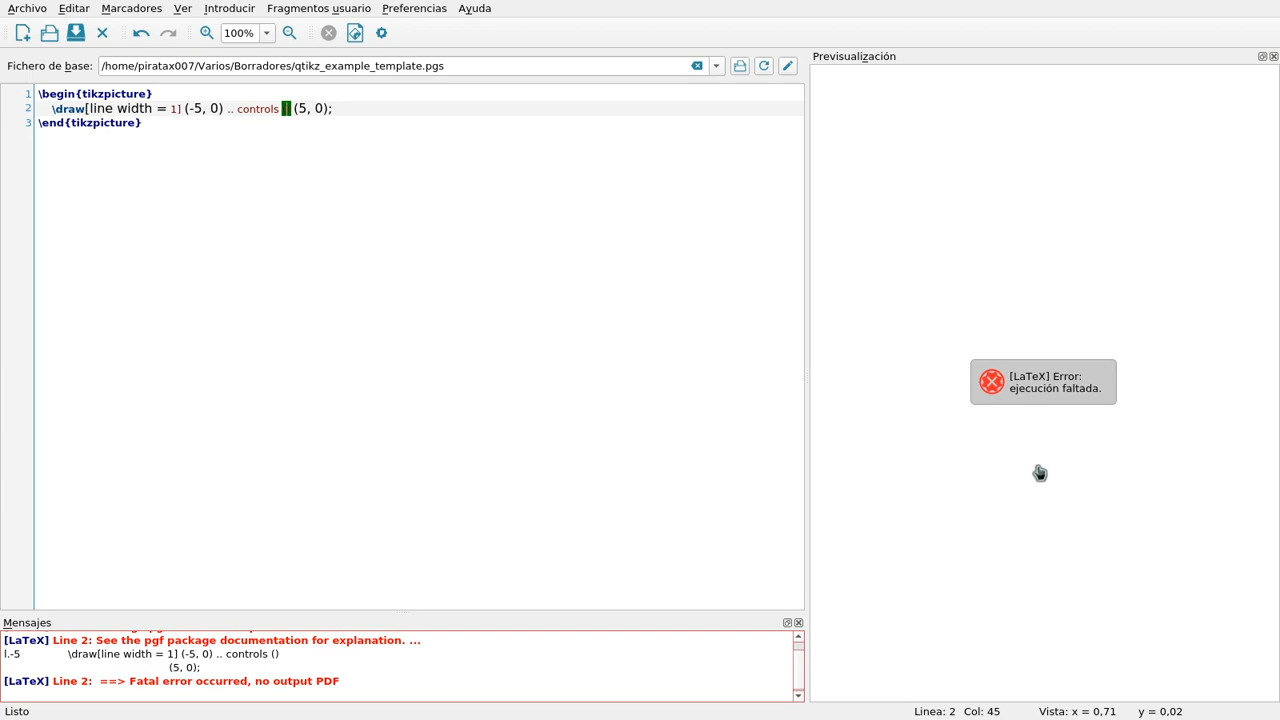 Archivo Editar Marcadores Ver Introducir Fragmentos usuario Preferencias Ayuda
100%
Fichero de base: /home/piratax007/Varios/Borradores/qtikz_example_template.pgs
Previsualización
1 \begin{tikzpicture}
2 \draw[line width = 1] (-5, 0) .. controls () (5, 0);
3 \end{tikzpicture}
[LaTeX] Error:
ejecución faltada.
Mensajes
[LaTeX] Line 2: See the pgf package documentation for explanation. ...
l.-5 \draw[line width = 1] (-5, 0) .. controls ()
(5, 0);
[LaTeX] Line 2: ==> Fatal error occurred, no output PDF
Listo Linea: 2 Col: 45 Vista: x = 0,71 y = 0,02